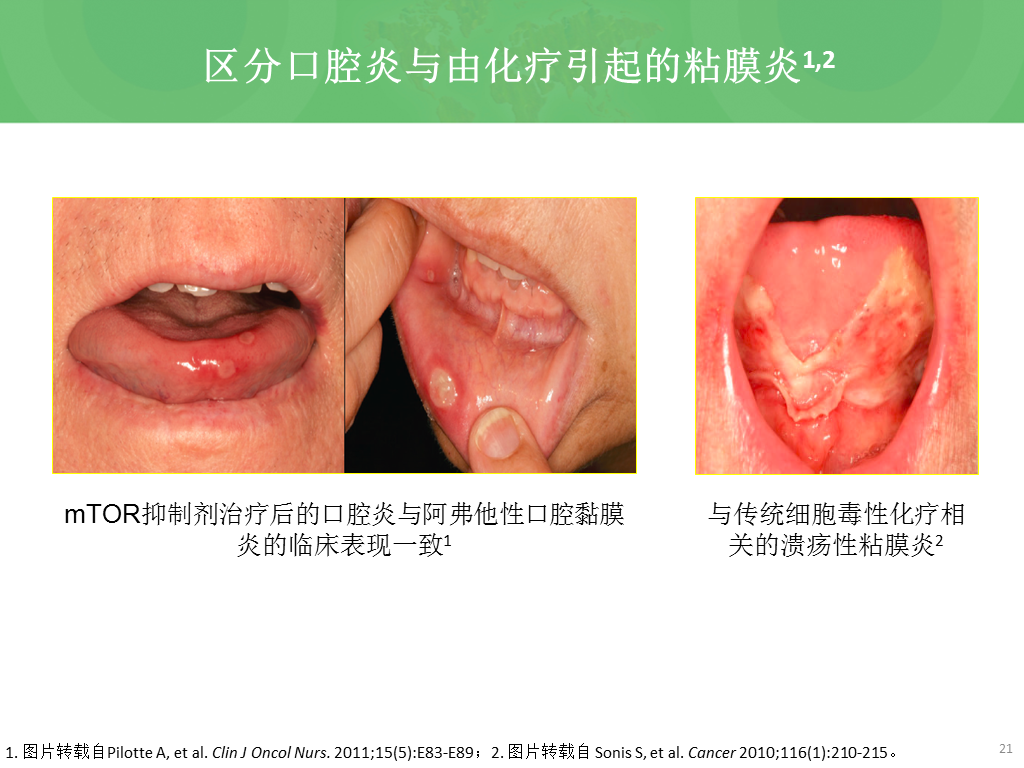 区分口腔炎与由化疗引起的粘膜炎1,2
mTOR抑制剂治疗后的口腔炎与阿弗他性口腔黏膜
炎的临床表现一致1
与传统细胞毒性化疗相
关的溃疡性粘膜炎2
1. 图片转载自Pilotte A, et al. Clin J Oncol Nurs. 2011;15(5):E83-E89；2. 图片转载自 Sonis S, et al. Cancer 2010;116(1):210-215。
21